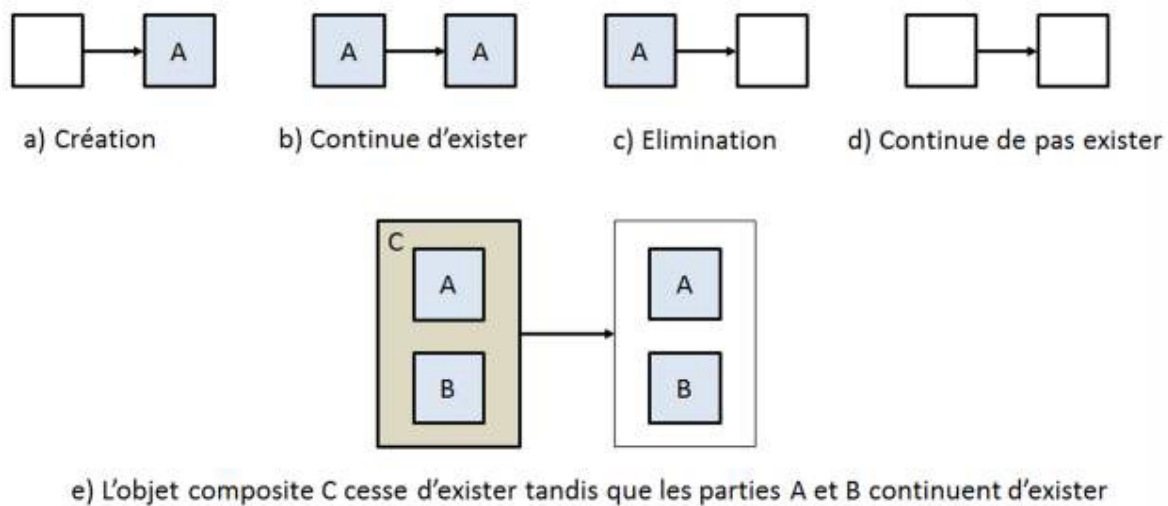 A A A A
a) Création b) Continue d'exister c) Elimination d) Continue de pas exister
C
A A
B B
e) L'objet composite C cesse d'exister tandis que les parties A et B continuent d'exister